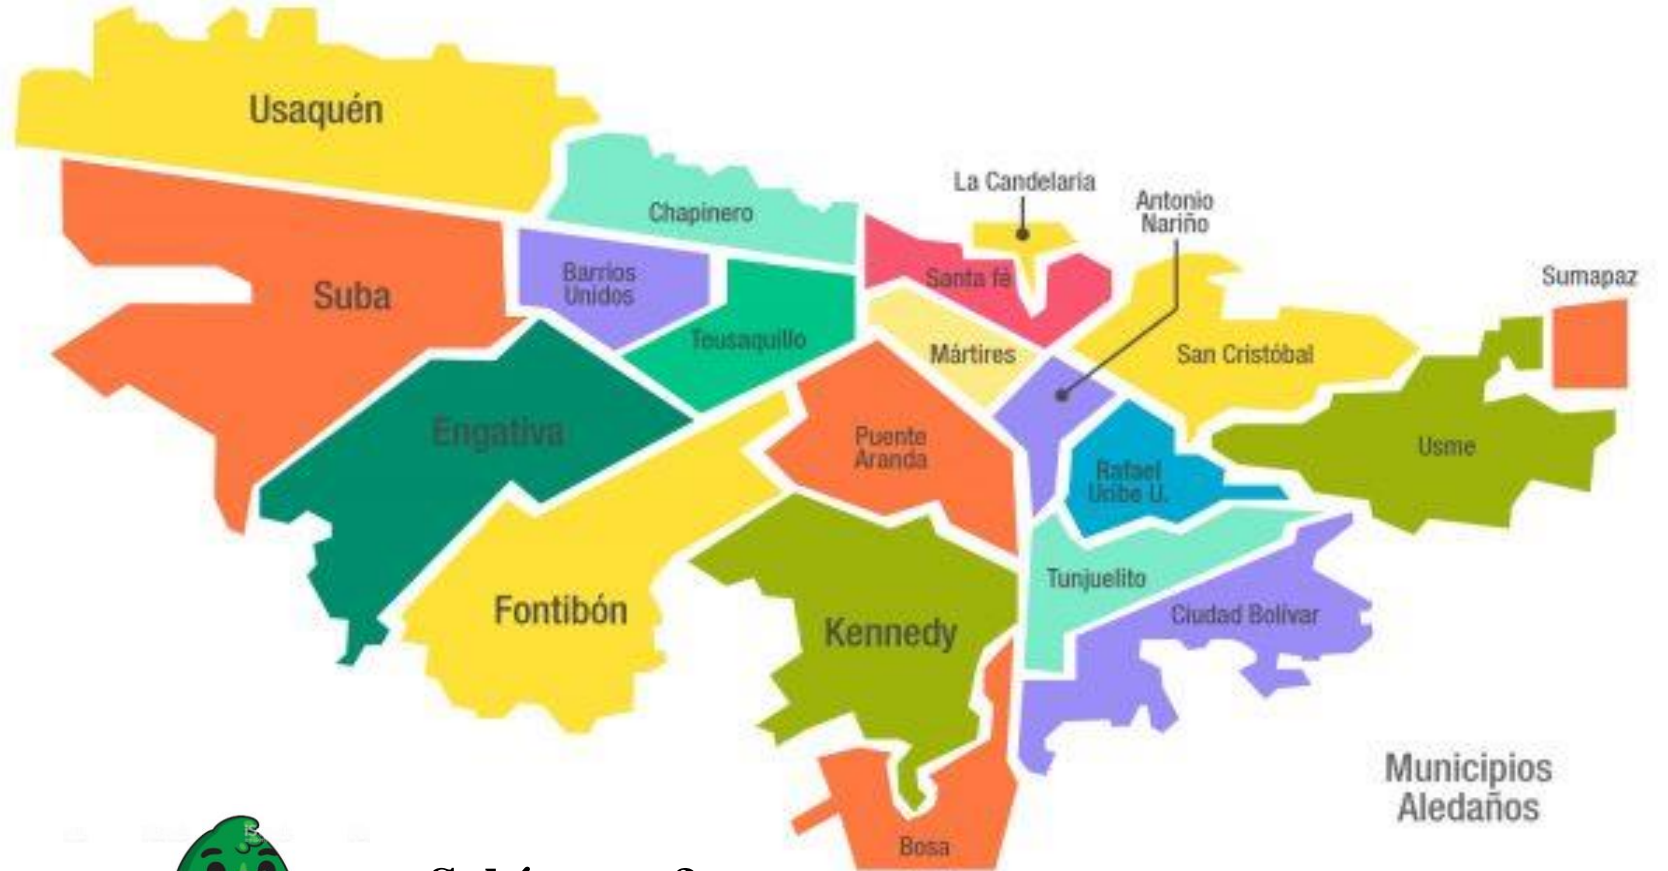 Usaquén
Chapinero
La Candelaria
Antonio
Nariño
Suba
Barrios
Unidos
Santa fé
Sumapaz
Teusaquillo
Mártires
San Cristóbal
Engativa
Puente
Aranda
Rafael
Uribe U.
Usme
Fontibón
Kennedy
Tunjuelito
Ciudad Bolívar
Municipios
Aledaños
Bosa